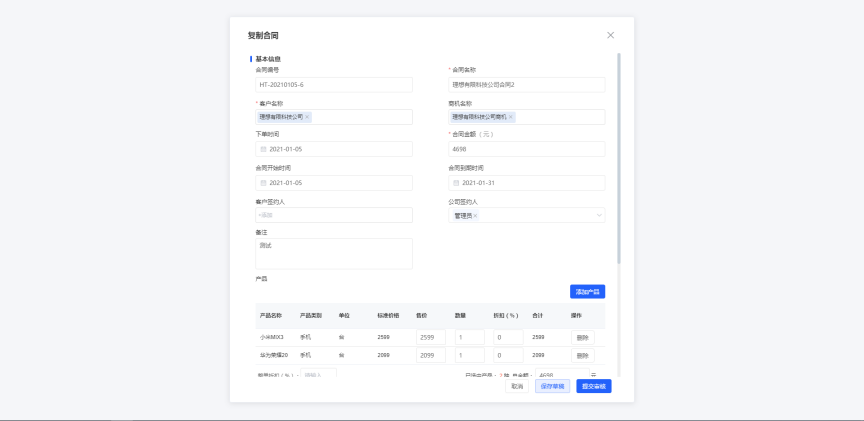 复制合同
基本信息
合同编号
* 合同名称
HT-20210105-6
理想有限科技公司合同2
* 客户名称
商机名称
理想有限科技公司 ×
理想有限科技公司商机 ×
下单时间
* 合同金额（元）
2021-01-05
4698
合同开始时间
合同到期时间
2021-01-05
2021-01-31
客户签约人
公司签约人
+添加
管理员 ×
备注
测试
产品
添加产品
产品名称 产品类别 单位 标准价格 售价 数量 折扣（%） 合计 操作
小米MIX3 手机 台 2599 2599 1 0 2599 删除
华为荣耀20 手机 台 2099 2099 1 0 2099 删除
取消 保存草稿 提交审核